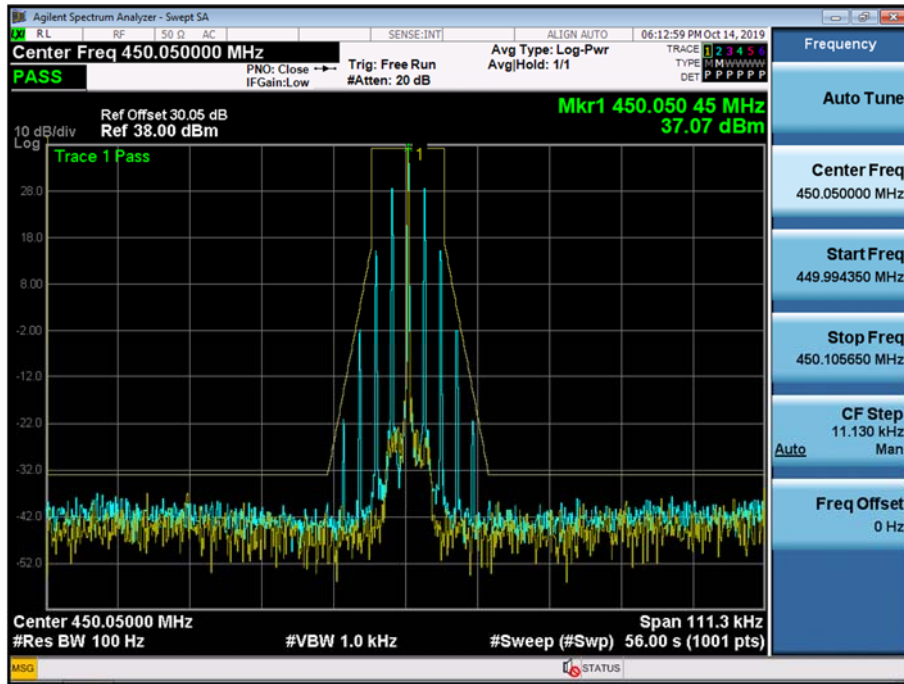 Agilent Spectrum Analyzer - Swept SA
RL RF 50 Ω AC SENSE:INT ALIGN AUTO 06:12:59 PM Oct 14, 2019
Center Freq 450.050000 MHz
PASS
PNO: Close
IFGain:Low
Trig: Free Run
#Atten: 20 dB
Avg Type: Log-Pwr
Avg|Hold: 1/1
TRACE 1 2 3 4 5 6
TYPE M M W W W W
DET P P P P P P
Frequency
Auto Tune
Center Freq
450.050000 MHz
Start Freq
449.994350 MHz
Stop Freq
450.105650 MHz
CF Step
11.130 kHz
Auto Man
Freq Offset
0 Hz
Mkr1 450.050 45 MHz
37.07 dBm
Ref Offset 30.05 dB
10 dB/div Ref 38.00 dBm
Log
Trace 1 Pass
1
28.0
18.0
8.00
-2.00
-12.0
-22.0
-32.0
-42.0
-52.0
Center 450.05000 MHz Span 111.3 kHz
#Res BW 100 Hz #VBW 1.0 kHz #Sweep (#Swp) 56.00 s (1001 pts)
MSG STATUS